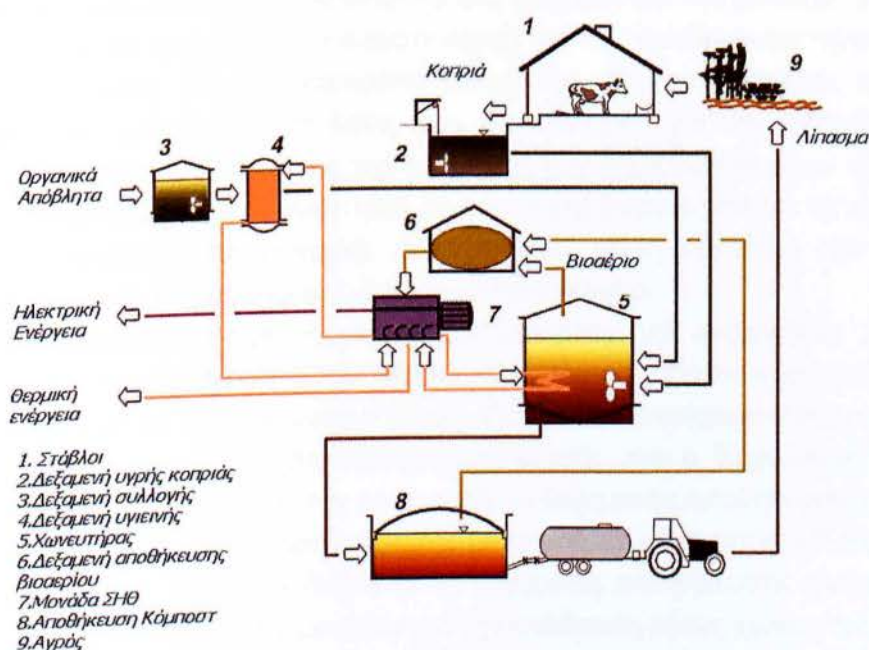 1
Κοπριά
9
2
Λίπασμα
3
4
Οργανικά
Απόβλητα
6
Βιοαέριο
5
Ηλεκτρική
Ενέργεια
7
Θερμική
ενέργεια
8
1. Στάβλοι
2.Δεξαμενή υγρής κοπριάς
3.Δεξαμενή συλλογής
4.Δεξαμενή υγιεινής
5.Χωνευτήρας
6.Δεξαμενή αποθήκευσης
βιοαερίου
7.Μονάδα ΣΗΘ
8.Αποθήκευση Κόμποστ
9.Αγρός